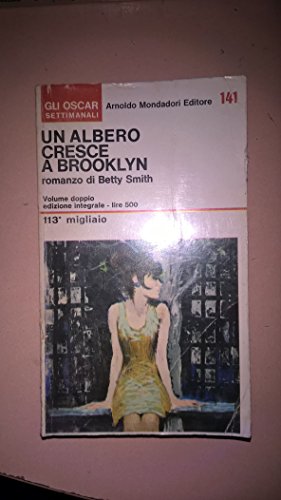 GLI OSCAR
SETTIMANALI
Arnoldo Mondadori Editore 141
UN ALBERO
CRESCE
A BROOKLYN
romanzo di Betty Smith
Volume doppio
edizione integrale - lire 500
113° migliaio